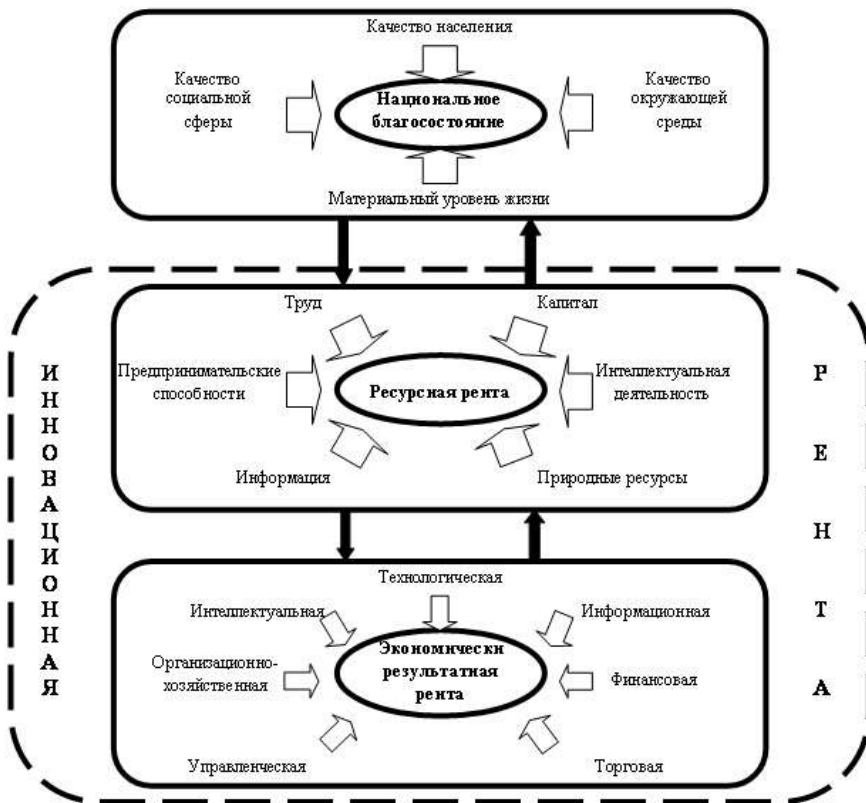 Качество населения
Качество
социальной
сферы
Национальное
благосостояние
Качество
окружающей
среды
Материальный уровень жизни
ИННОВАЦИОННАЯ
Труд
Капитал
Предпринимательские
способности
Ресурсная рента
Интеллектуальная
деятельность
Информация
Природные ресурсы
РЕНТА
Технологическая
Интеллектуальная
Информационная
Организационно-
хозяйственная
Экономически
результатная
рента
Финансовая
Управленческая
Торговая